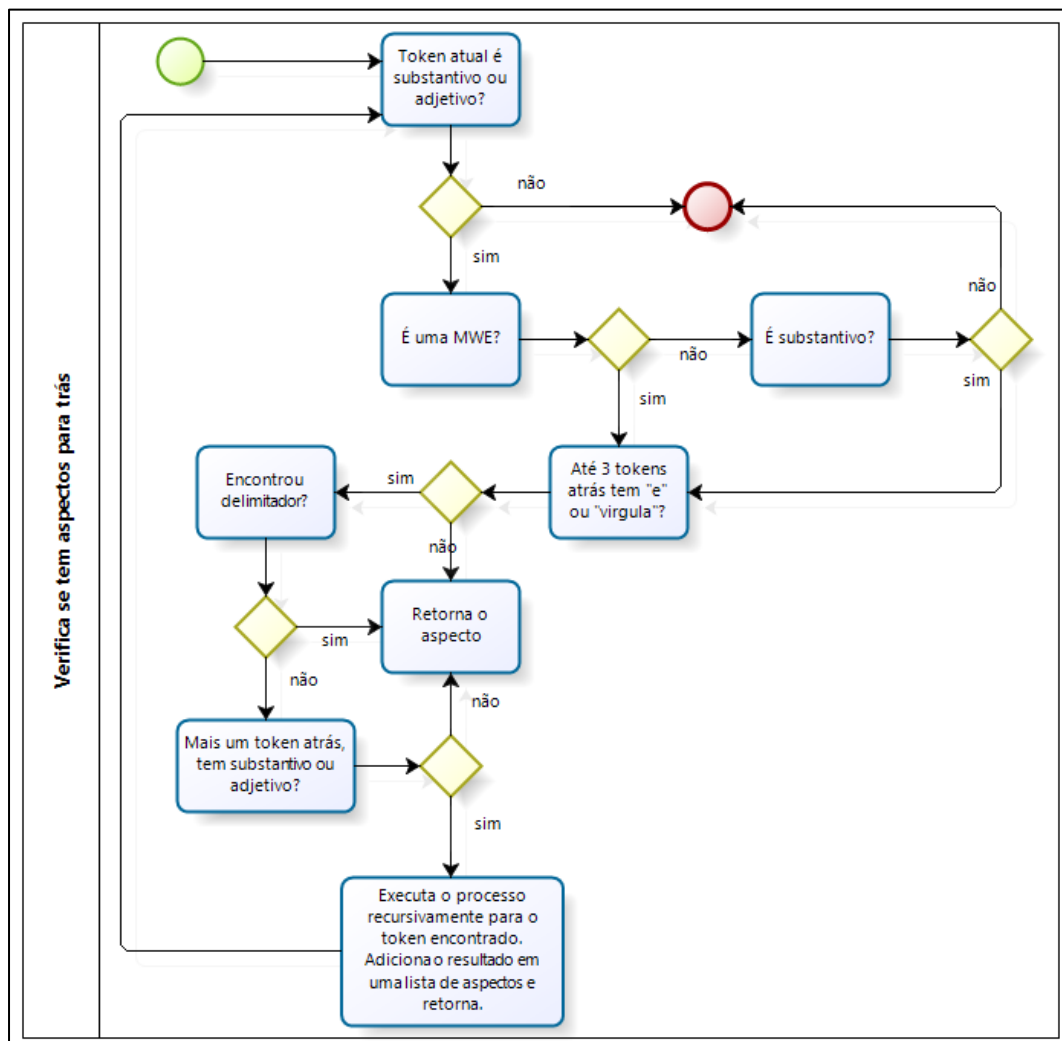 Verifica se tem aspectos para trás
Token atual é
substantivo ou
adjetivo?
não
sim
É uma MWE?
não
sim
É substantivo?
não
sim
Até 3 tokens
atrás tem "e"
ou "virgula"?
sim
não
Encontrou
delimitador?
sim
não
Retorna o
aspecto
Mais um token atrás,
tem substantivo ou
adjetivo?
não
sim
Executa o processo
recursivamente para o
token encontrado.
Adiciona o resultado em
uma lista de aspectos e
retorna.